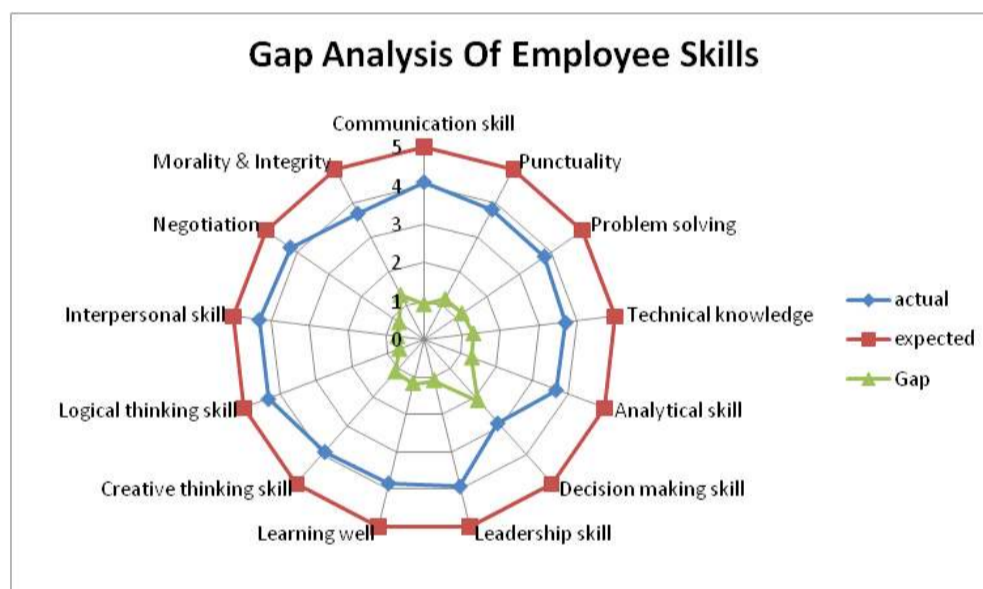 Gap Analysis Of Employee Skills
Communication skill
5
Morality & Integrity
Punctuality
4
Negotiation
Problem solving
3
2
Interpersonal skill
1
Technical knowledge
0
Logical thinking skill
Analytical skill
Creative thinking skill
Decision making skill
Learning well
Leadership skill
actual
expected
Gap